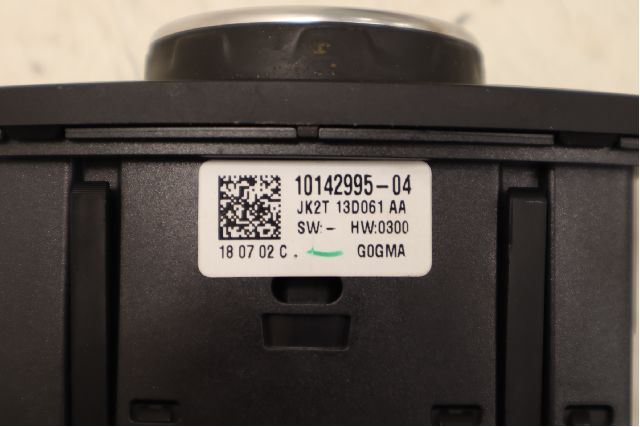 10142995-04
JK2T 13D061 AA
SW:- HW:0300
18 07 02 C . G0GMA